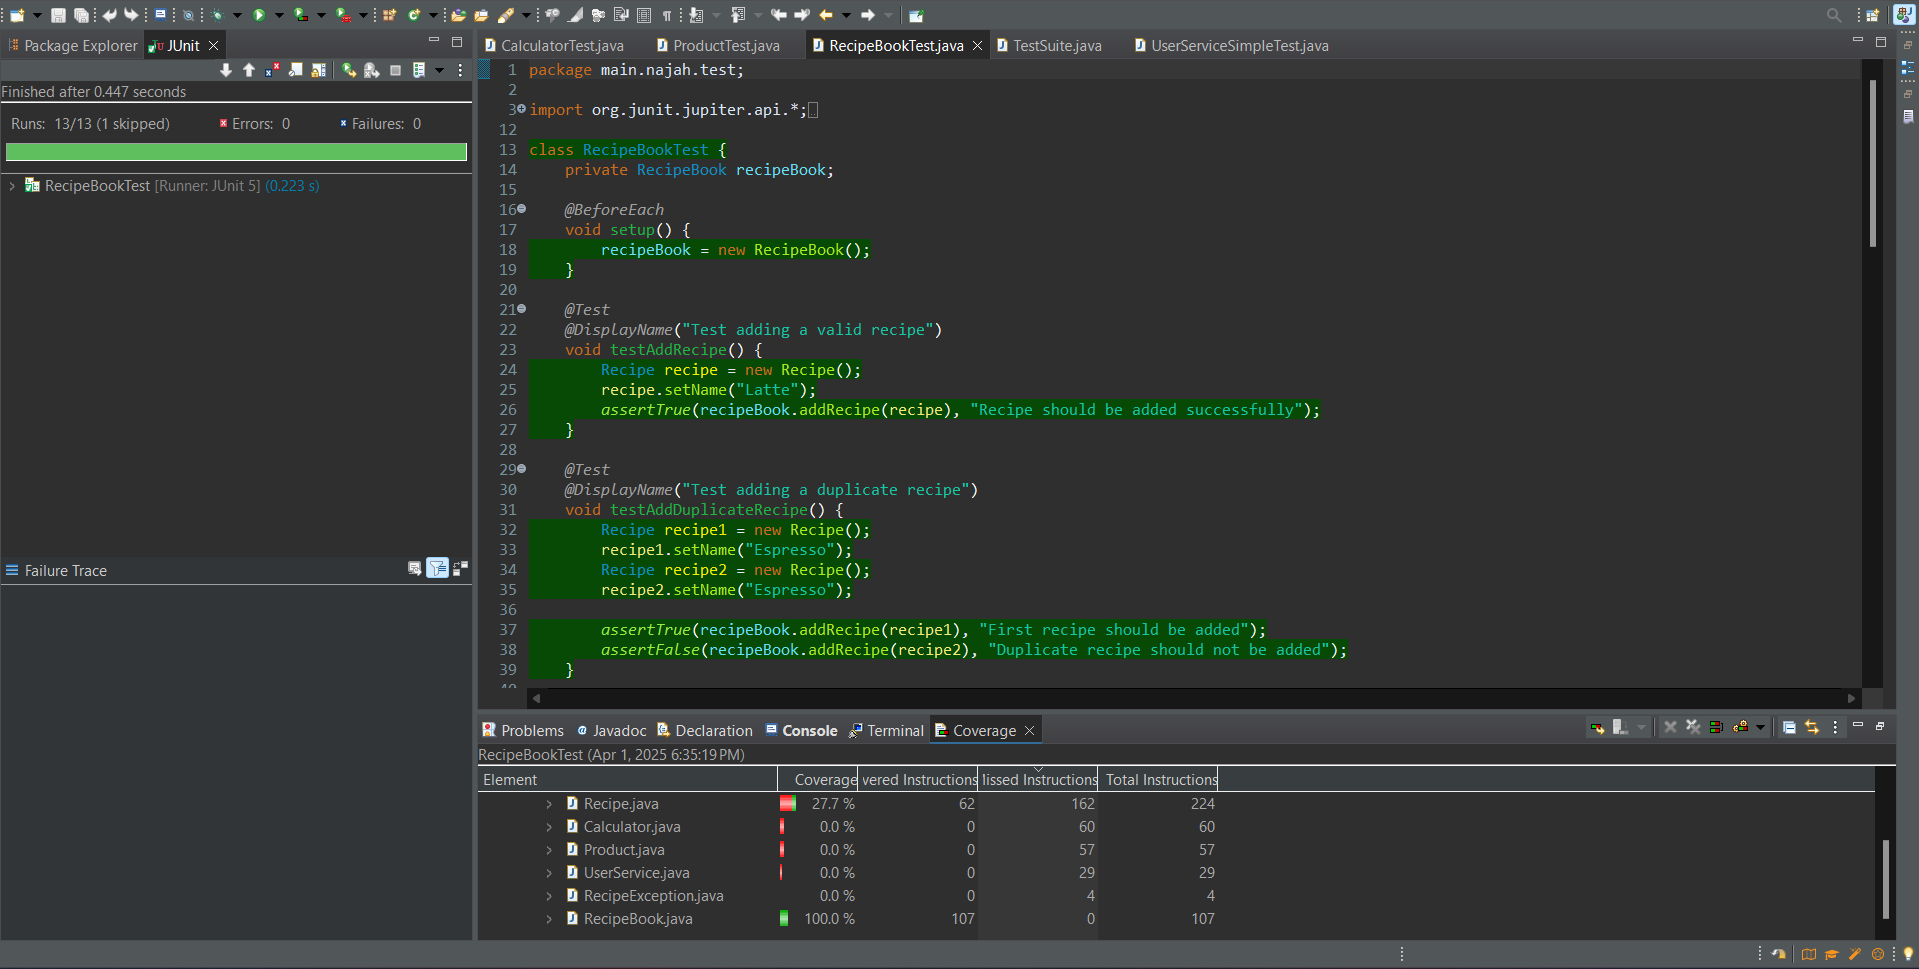 Package Explorer
JUnit
Finished after 0.447 seconds
Runs: 13/13 (1 skipped) Errors: 0 Failures: 0
RecipeBookTest [Runner: JUnit 5] (0.223 s)
Failure Trace
CalculatorTest.java ProductTest.java RecipeBookTest.java TestSuite.java UserServiceSimpleTest.java
1 package main.najah.test;
2
3 import org.junit.jupiter.api.*;
12
13 class RecipeBookTest {
14 private RecipeBook recipeBook;
15
16 @BeforeEach
17 void setup() {
18 recipeBook = new RecipeBook();
19 }
20
21 @Test
22 @DisplayName("Test adding a valid recipe")
23 void testAddRecipe() {
24 Recipe recipe = new Recipe();
25 recipe.setName("Latte");
26 assertTrue(recipeBook.addRecipe(recipe), "Recipe should be added successfully");
27 }
28
29 @Test
30 @DisplayName("Test adding a duplicate recipe")
31 void testAddDuplicateRecipe() {
32 Recipe recipe1 = new Recipe();
33 recipe1.setName("Espresso");
34 Recipe recipe2 = new Recipe();
35 recipe2.setName("Espresso");
36
37 assertTrue(recipeBook.addRecipe(recipe1), "First recipe should be added");
38 assertFalse(recipeBook.addRecipe(recipe2), "Duplicate recipe should not be added");
39 }
Problems Javadoc Declaration Console Terminal Coverage
RecipeBookTest (Apr 1, 2025 6:35:19 PM)
Element Coverage vered Instructions lissed Instructions Total Instructions
Recipe.java 27.7 % 62 162 224
Calculator.java 0.0 % 0 60 60
Product.java 0.0 % 0 57 57
UserService.java 0.0 % 0 29 29
RecipeException.java 0.0 % 0 4 4
RecipeBook.java 100.0 % 107 0 107